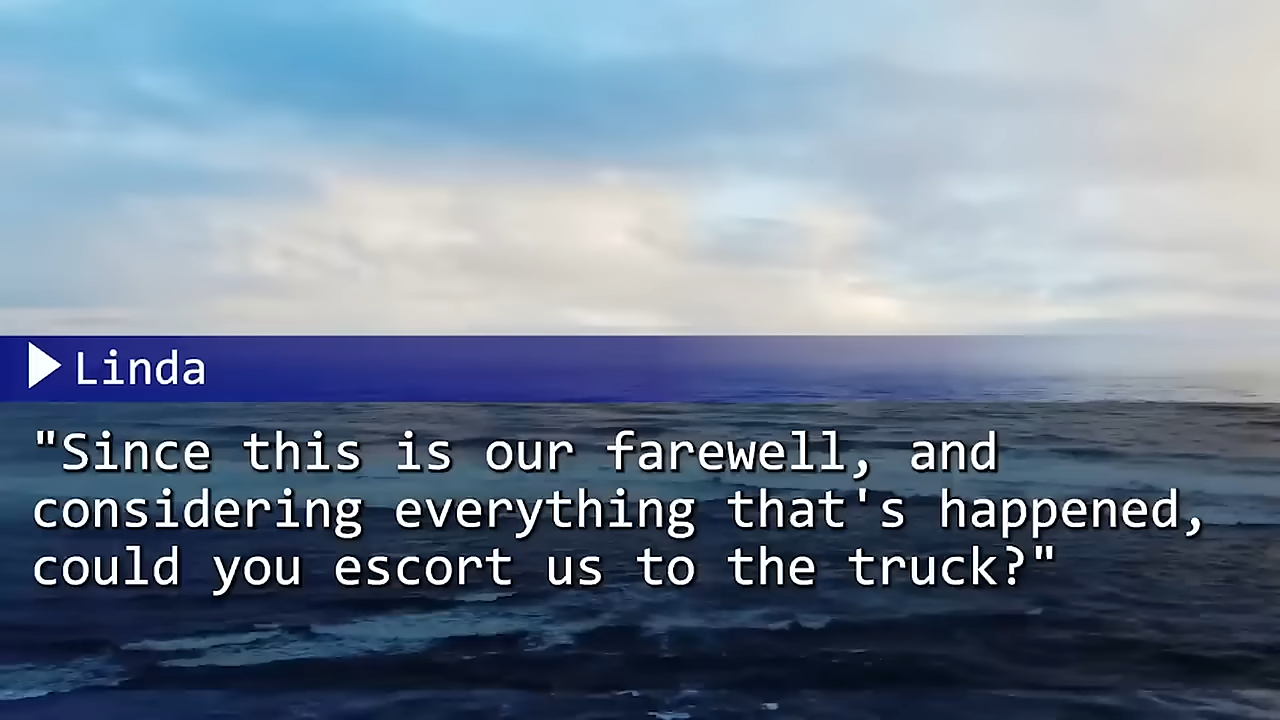 Linda
"Since this is our farewell, and
considering everything that's happened,
could you escort us to the truck?"